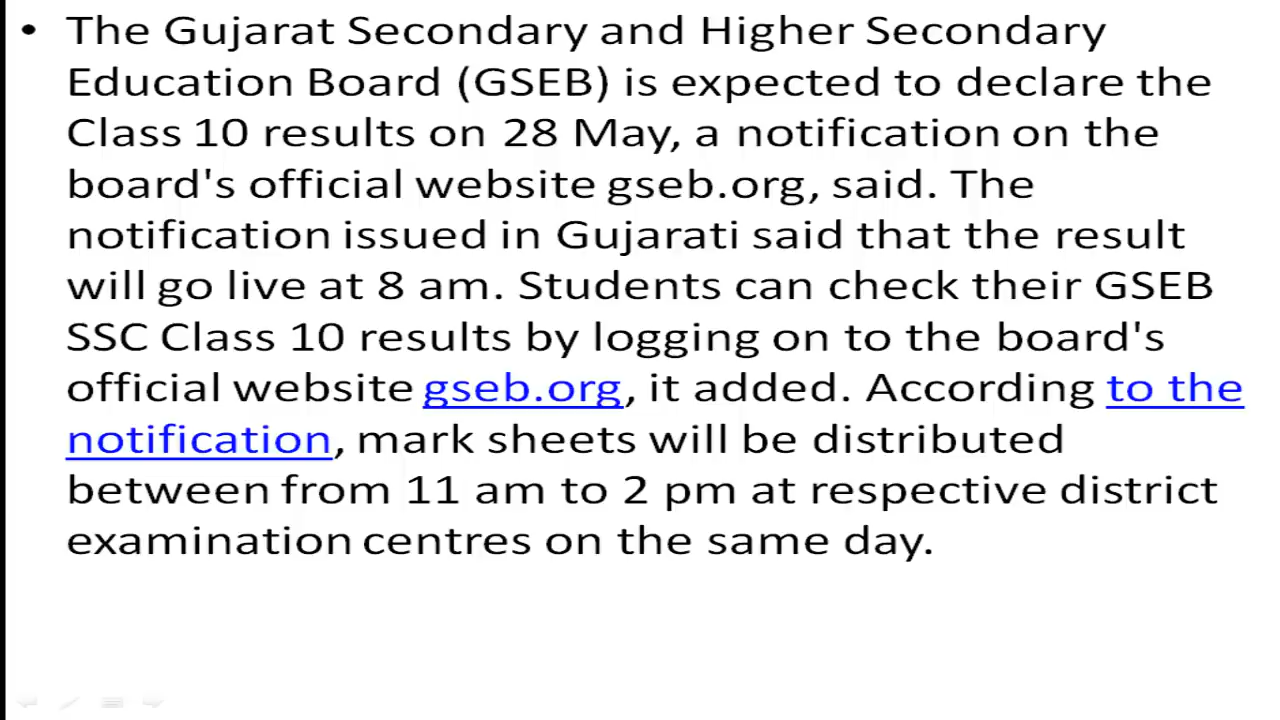 • The Gujarat Secondary and Higher Secondary
Education Board (GSEB) is expected to declare the
Class 10 results on 28 May, a notification on the
board's official website gseb.org, said. The
notification issued in Gujarati said that the result
will go live at 8 am. Students can check their GSEB
SSC Class 10 results by logging on to the board's
official website gseb.org, it added. According to the
notification, mark sheets will be distributed
between from 11 am to 2 pm at respective district
examination centres on the same day.